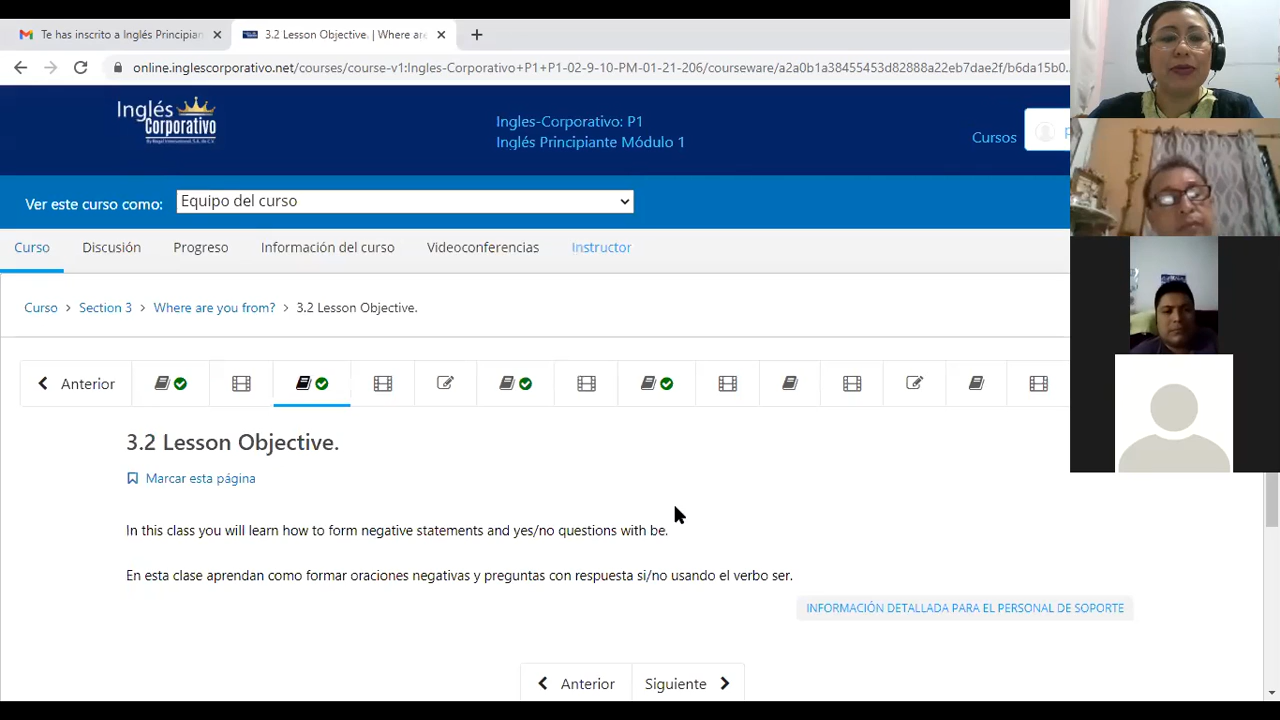 Te has inscrito a Inglés Principian
3.2 Lesson Objective. | Where are
online.inglescorporativo.net/courses/course-v1:Ingles-Corporativo+P1+P1-02-9-10-PM-01-21-206/courseware/a2a0b1a38455453d82888a22eb7dae2f/b6da15b0...
Inglés
Corporativo
By Regal International, S.A. de C.V.
Ingles-Corporativo: P1
Inglés Principiante Módulo 1
Cursos
Ver este curso como:
Equipo del curso
Curso
Discusión
Progreso
Información del curso
Videoconferencias
Instructor
Curso > Section 3 > Where are you from? > 3.2 Lesson Objective.
Anterior
3.2 Lesson Objective.
Marcar esta página
In this class you will learn how to form negative statements and yes/no questions with be.
En esta clase aprendan como formar oraciones negativas y preguntas con respuesta si/no usando el verbo ser.
INFORMACIÓN DETALLADA PARA EL PERSONAL DE SOPORTE
Anterior
Siguiente